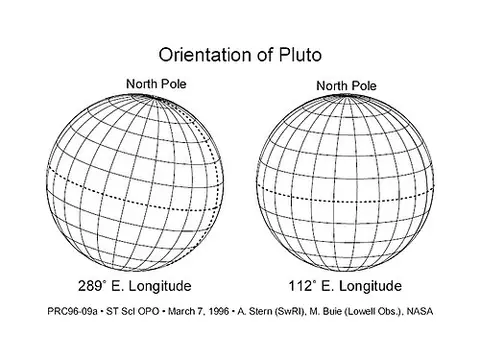 Orientation of Pluto
North Pole
North Pole
289° E. Longitude
112° E. Longitude
PRC96-09a • ST ScI OPO • March 7, 1996 • A. Stern (SwRI), M. Buie (Lowell Obs.), NASA